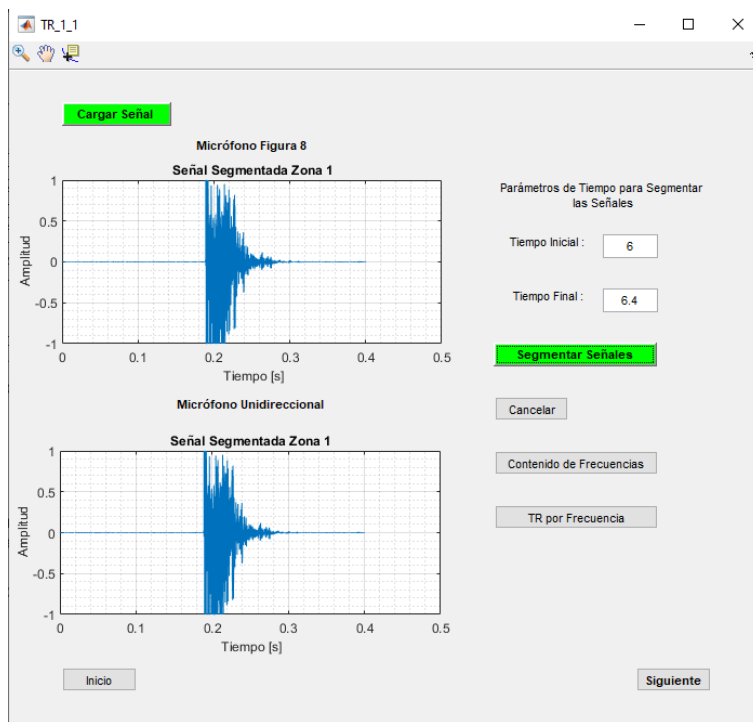 TR_1_1
Cargar Señal
Micrófono Figura 8
Señal Segmentada Zona 1
Amplitud
1
0.5
0
-0.5
-1
0 0.1 0.2 0.3 0.4 0.5
Tiempo [s]
Parámetros de Tiempo para Segmentar
las Señales
Tiempo Inicial : 6
Tiempo Final : 6.4
Segmentar Señales
Micrófono Unidireccional
Cancelar
Señal Segmentada Zona 1
Amplitud
1
0.5
0
-0.5
-1
0 0.1 0.2 0.3 0.4 0.5
Tiempo [s]
Contenido de Frecuencias
TR por Frecuencia
Inicio
Siguiente